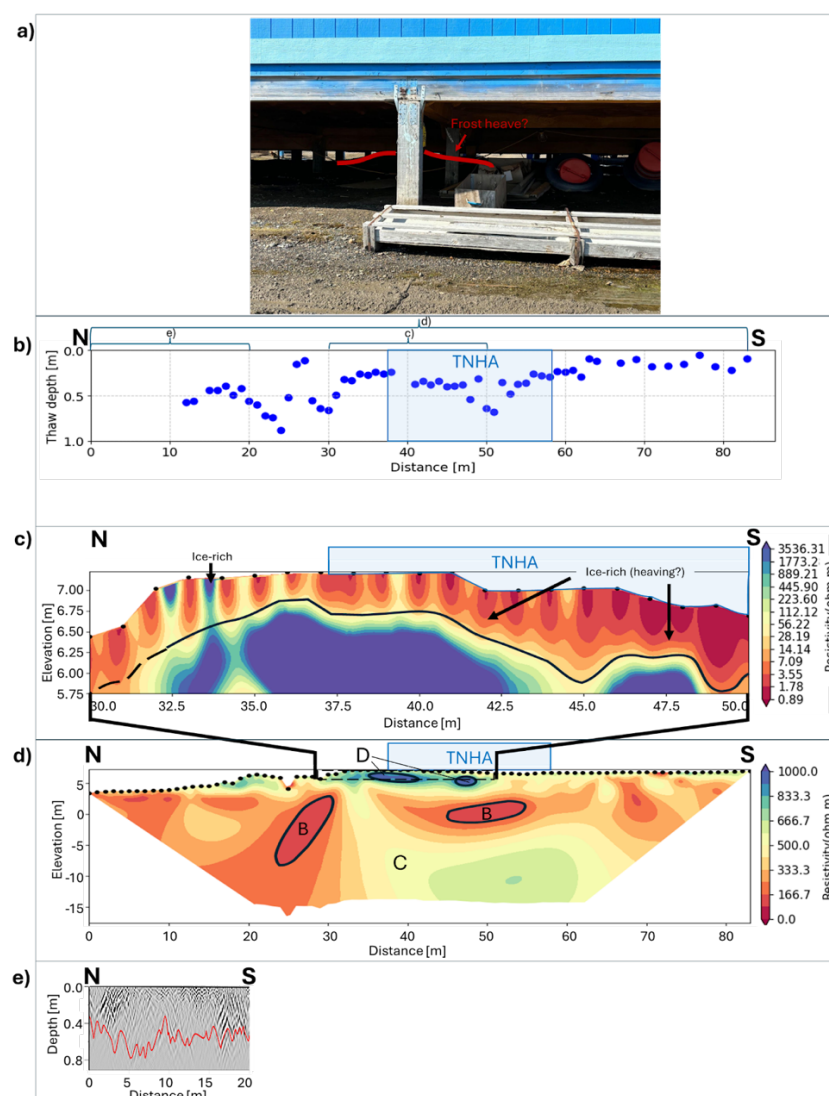 a)
Frost heave?
d)
N
e)
c)
S
b)
0.0
TNHA
0.5
1.0
0 10 20 30 40 50 60 70 80
Thaw depth [m]
Distance [m]
c)
N
S
Ice-rich
TNHA
Ice-rich (heaving?)
7.00
6.75
6.50
6.25
6.00
5.75
Elevation [m]
30.0 32.5 35.0 37.5 40.0 42.5 45.0 47.5 50.0
Distance [m]
3536.31
1773.2
889.21
445.90
223.60
112.12
56.22
28.19
14.14
7.09
3.55
1.78
0.89
d)
N
D
TNHA
S
5
0
-5
-10
-15
Elevation [m]
B
B
C
0 10 20 30 40 50 60 70 80
Distance [m]
1000.0
833.3
666.7
500.0
333.3
166.7
0.0
Resistivity(ohm m)
e)
N
S
0.0
0.4
0.8
Depth [m]
0 5 10 15 20
Distance [m]